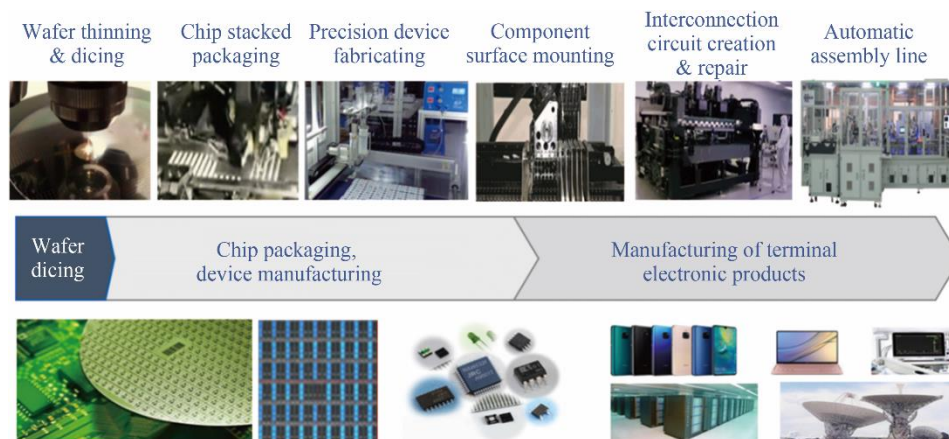 Wafer thinning
& dicing
Chip stacked
packaging
Precision device
fabricating
Component
surface mounting
Interconnection
circuit creation
& repair
Automatic
assembly line
Wafer
dicing
Chip packaging,
device manufacturing
Manufacturing of terminal
electronic products